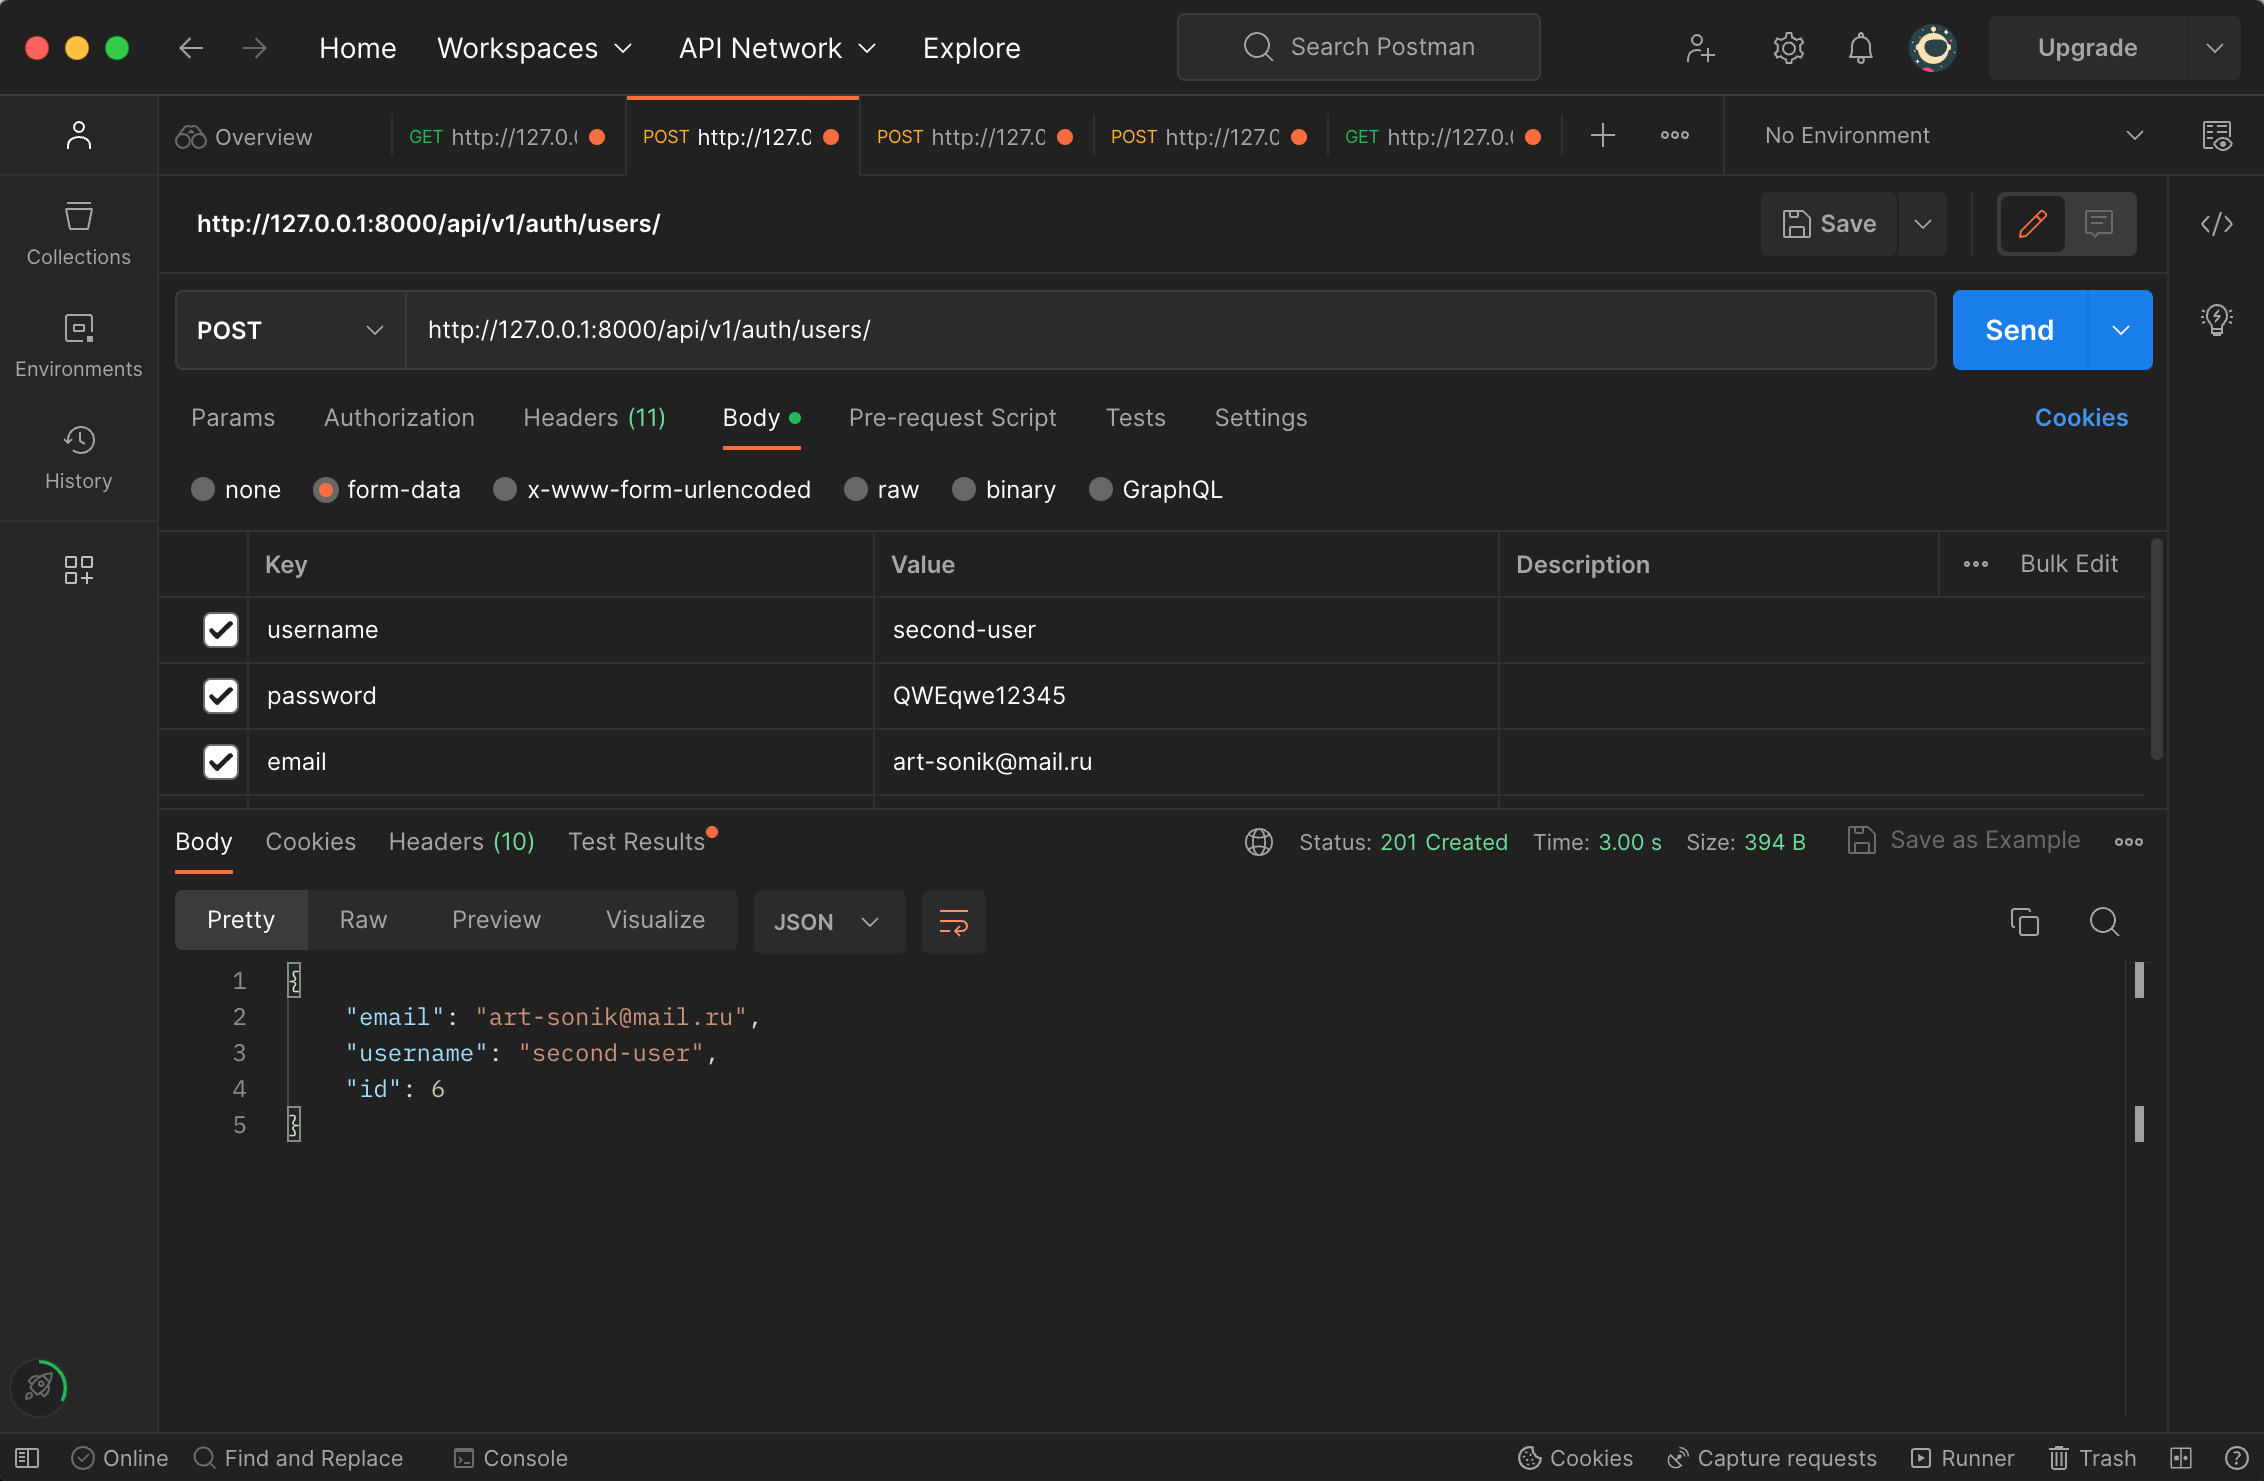 Home Workspaces API Network Explore Search Postman Upgrade
Overview GET http://127.0.( POST http://127.0 POST http://127.0 POST http://127.0 GET http://127.0.( No Environment
http://127.0.0.1:8000/api/v1/auth/users/ Save
Collections
POST http://127.0.0.1:8000/api/v1/auth/users/ Send
Environments
Params Authorization Headers (11) Body Pre-request Script Tests Settings Cookies
History
none form-data x-www-form-urlencoded raw binary GraphQL
Key Value Description Bulk Edit
username second-user
password QWEqwe12345
email art-sonik@mail.ru
Body Cookies Headers (10) Test Results Status: 201 Created Time: 3.00 s Size: 394 B Save as Example
Pretty Raw Preview Visualize JSON
1 {
2 "email": "art-sonik@mail.ru",
3 "username": "second-user",
4 "id": 6
5 }
Online Find and Replace Console Cookies Capture requests Runner Trash